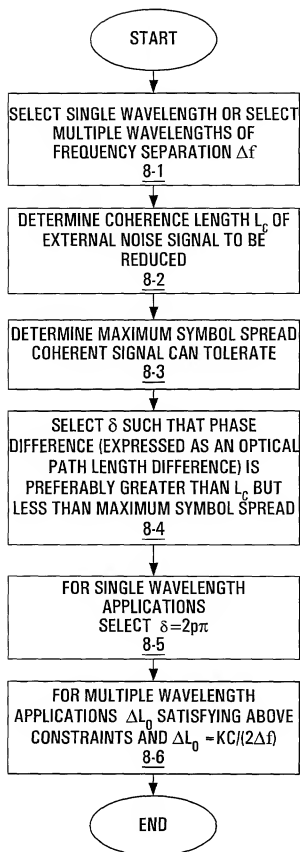 START
SELECT SINGLE WAVELENGTH OR SELECT
MULTIPLE WAVELENGTHS OF
FREQUENCY SEPARATION Δf
8-1
DETERMINE COHERENCE LENGTH L_C OF
EXTERNAL NOISE SIGNAL TO BE
REDUCED
8-2
DETERMINE MAXIMUM SYMBOL SPREAD
COHERENT SIGNAL CAN TOLERATE
8-3
SELECT δ SUCH THAT PHASE
DIFFERENCE (EXPRESSED AS AN OPTICAL
PATH LENGTH DIFFERENCE) IS
PREFERABLY GREATER THAN L_C BUT
LESS THAN MAXIMUM SYMBOL SPREAD
8-4
FOR SINGLE WAVELENGTH
APPLICATIONS
SELECT δ=2pπ
8-5
FOR MULTIPLE WAVELENGTH
APPLICATIONS ΔL_0 SATISFYING ABOVE
CONSTRAINTS AND ΔL_0 =KC/(2Δf)
8-6
END